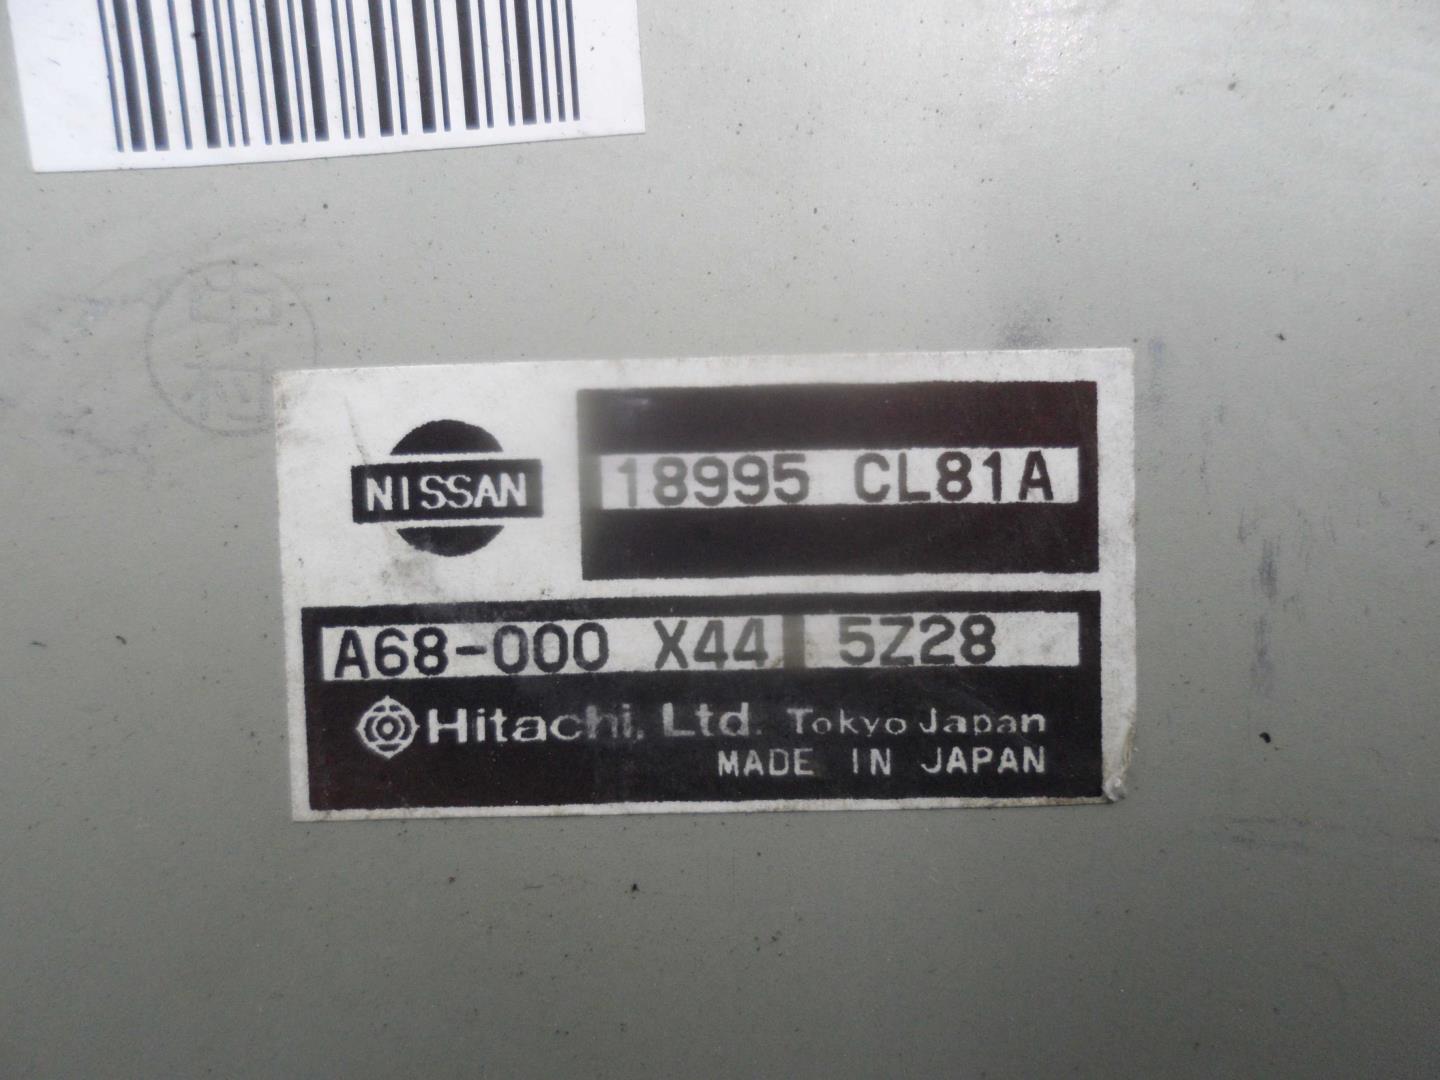 NISSAN
18995 CL81A
A68-000 X44 5Z28
Hitachi, Ltd. Tokyo Japan
MADE IN JAPAN